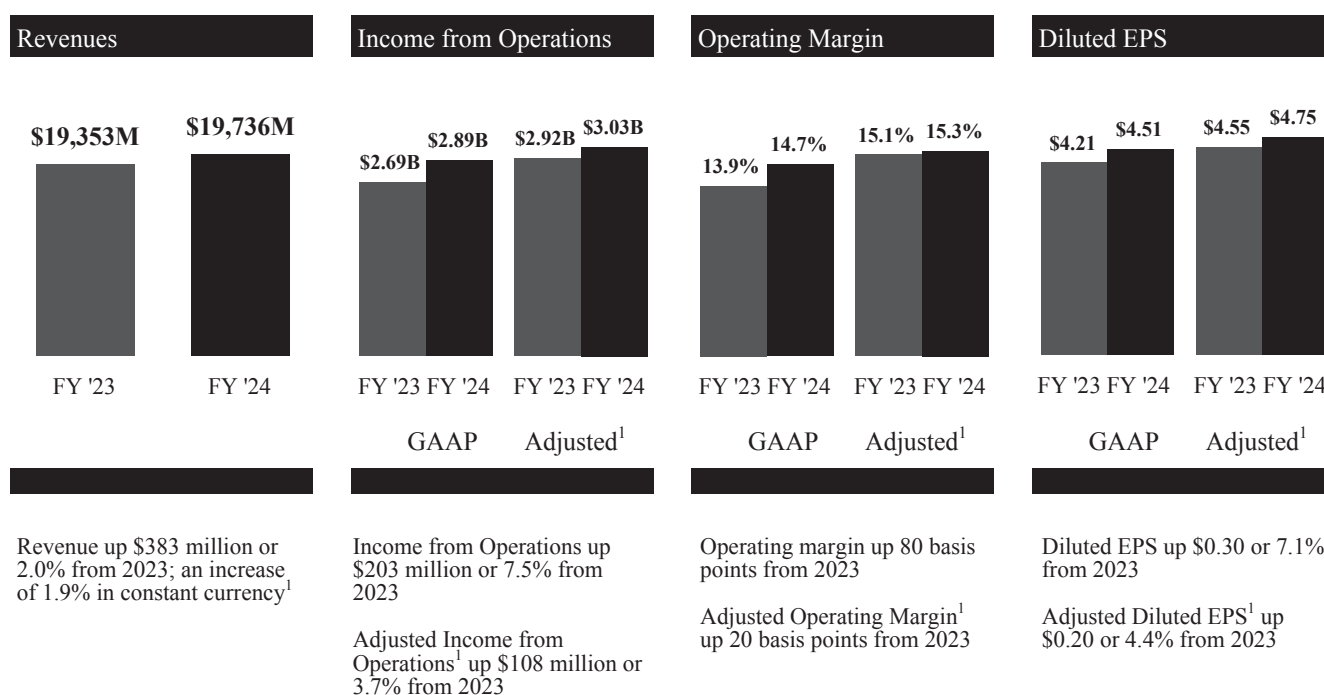 Revenues
$19,353M
$19,736M
FY '23
FY '24
Revenue up $383 million or
2.0% from 2023; an increase
of 1.9% in constant currency1
Income from Operations
$2.69B
$2.89B
$2.92B
$3.03B
FY '23 FY '24 FY '23 FY '24
GAAP Adjusted1
Income from Operations up
$203 million or 7.5% from
2023
Adjusted Income from
Operations1 up $108 million or
3.7% from 2023
Operating Margin
13.9%
14.7%
15.1%
15.3%
FY '23 FY '24 FY '23 FY '24
GAAP Adjusted1
Operating margin up 80 basis
points from 2023
Adjusted Operating Margin1
up 20 basis points from 2023
Diluted EPS
$4.21
$4.51
$4.55
$4.75
FY '23 FY '24 FY '23 FY '24
GAAP Adjusted1
Diluted EPS up $0.30 or 7.1%
from 2023
Adjusted Diluted EPS1 up
$0.20 or 4.4% from 2023